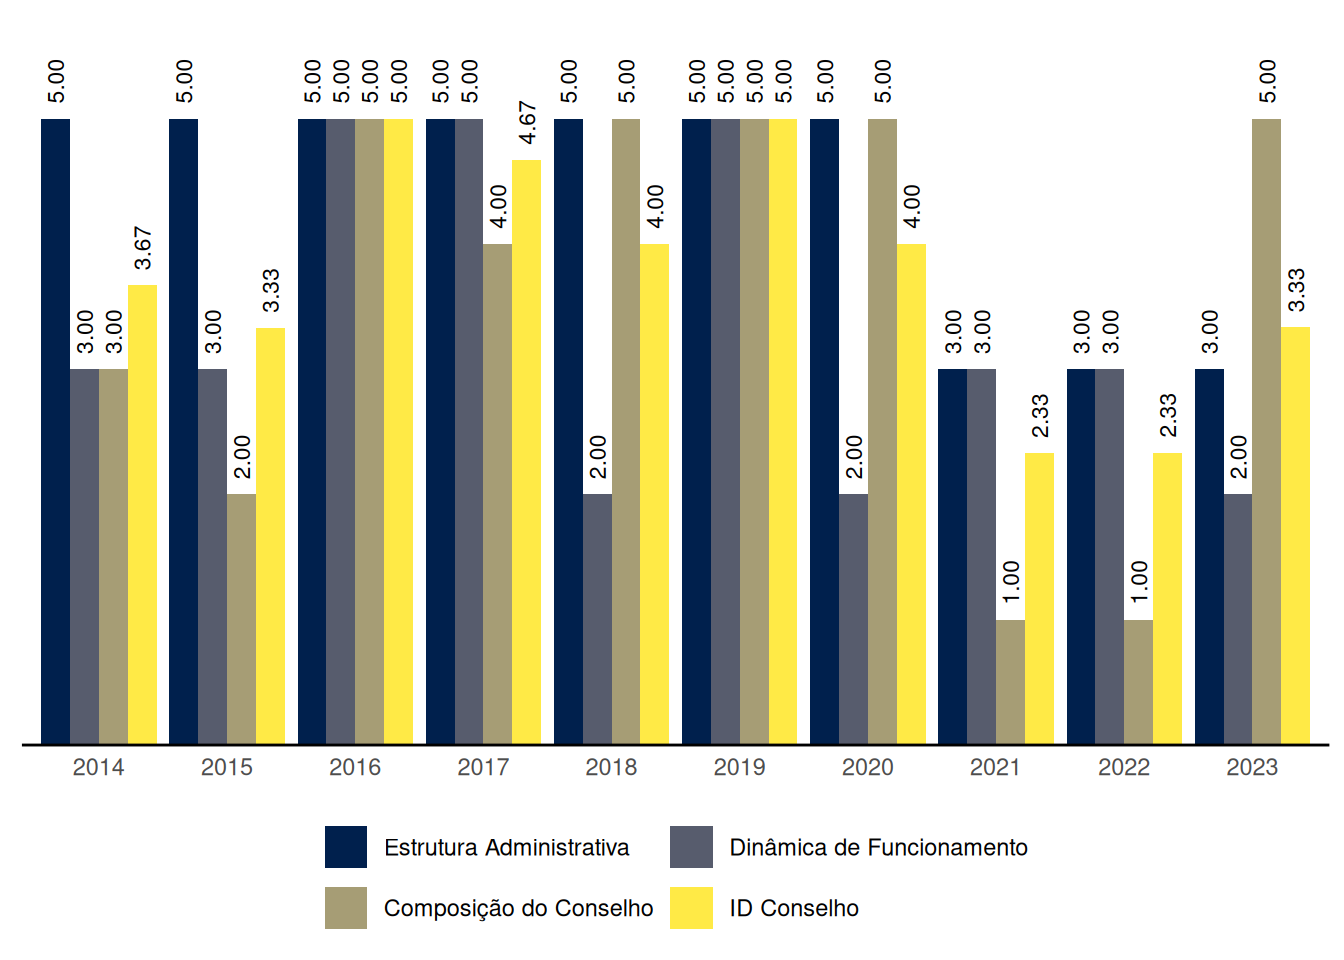 5.00 3.00 3.00 3.67
5.00 3.00 2.00 3.33
5.00 5.00 5.00 5.00
5.00 5.00 4.00 4.67
5.00 2.00 5.00 4.00
5.00 5.00 5.00 5.00
5.00 2.00 5.00 4.00
3.00 3.00 1.00 2.33
3.00 3.00 1.00 2.33
3.00 2.00 5.00 3.33
2014 2015 2016 2017 2018 2019 2020 2021 2022 2023
Estrutura Administrativa Dinâmica de Funcionamento
Composição do Conselho ID Conselho